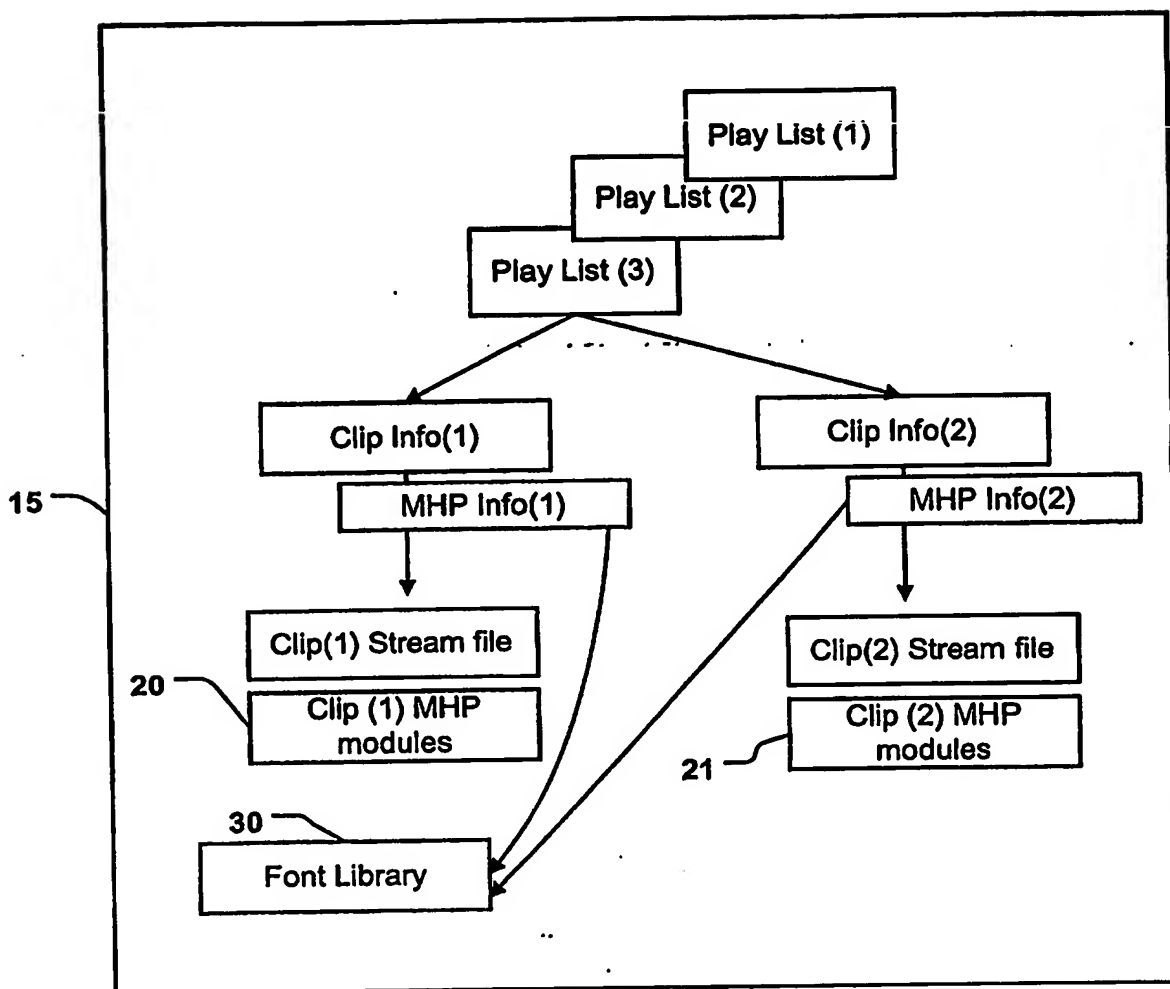 Play List (1)
Play List (2)
Play List (3)
Clip Info(1)
Clip Info(2)
MHP Info(1)
MHP Info(2)
15
Clip(1) Stream file
Clip(2) Stream file
20
Clip (1) MHP
modules
Clip (2) MHP
modules
21
30
Font Library